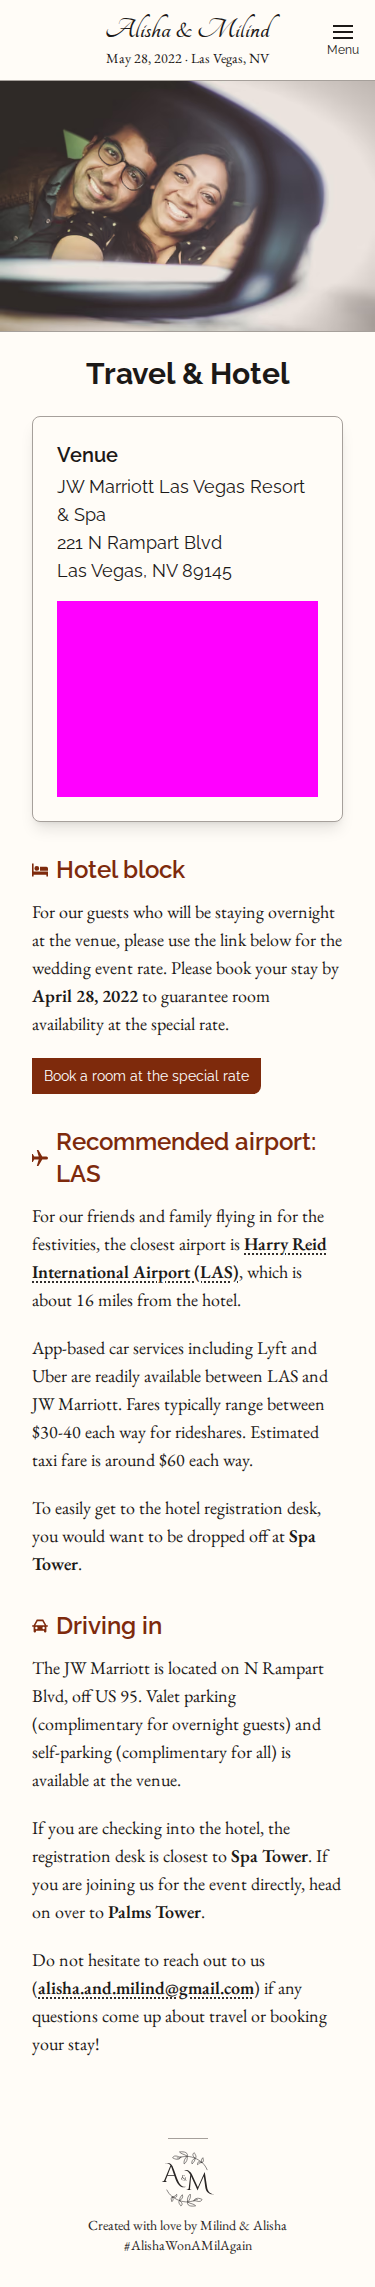 Alisha & Milind
May 28, 2022 · Las Vegas, NV
Menu
Travel & Hotel
Venue
JW Marriott Las Vegas Resort
& Spa
221 N Rampart Blvd
Las Vegas, NV 89145
Hotel block
For our guests who will be staying overnight
at the venue, please use the link below for the
wedding event rate. Please book your stay by
April 28, 2022 to guarantee room
availability at the special rate.
Book a room at the special rate
Recommended airport:
LAS
For our friends and family flying in for the
festivities, the closest airport is Harry Reid
International Airport (LAS), which is
about 16 miles from the hotel.
App-based car services including Lyft and
Uber are readily available between LAS and
JW Marriott. Fares typically range between
$30-40 each way for rideshares. Estimated
taxi fare is around $60 each way.
To easily get to the hotel registration desk,
you would want to be dropped off at Spa
Tower.
Driving in
The JW Marriott is located on N Rampart
Blvd, off US 95. Valet parking
(complimentary for overnight guests) and
self-parking (complimentary for all) is
available at the venue.
If you are checking into the hotel, the
registration desk is closest to Spa Tower. If
you are joining us for the event directly, head
on over to Palms Tower.
Do not hesitate to reach out to us
(alisha.and.milind@gmail.com) if any
questions come up about travel or booking
your stay!
A&M
Created with love by Milind & Alisha
#AlishaWonAMilAgain